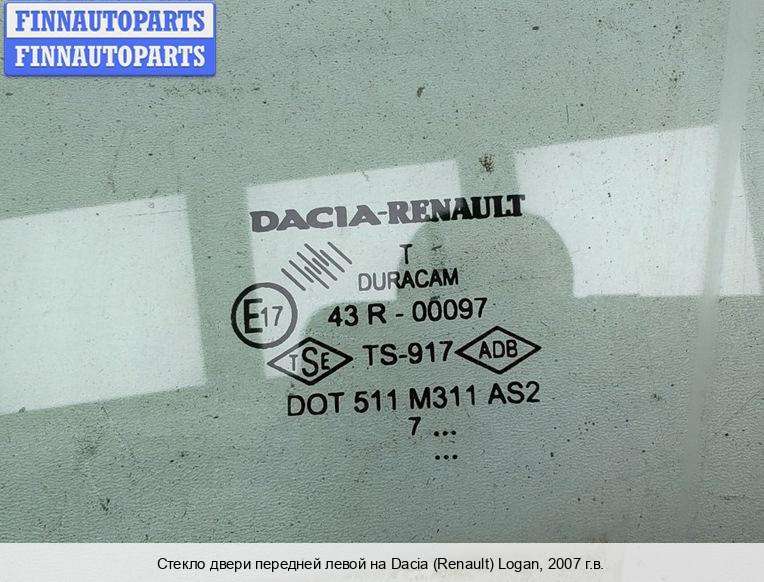 FINNAUTOPARTS
FINNAUTOPARTS
DACIA-RENAULT
T
DURACAM
E17 43 R - 00097
TSE TS-917 ADB
DOT 511 M311 AS2
7 ...
...
Стекло двери передней левой на Dacia (Renault) Logan, 2007 г.в.